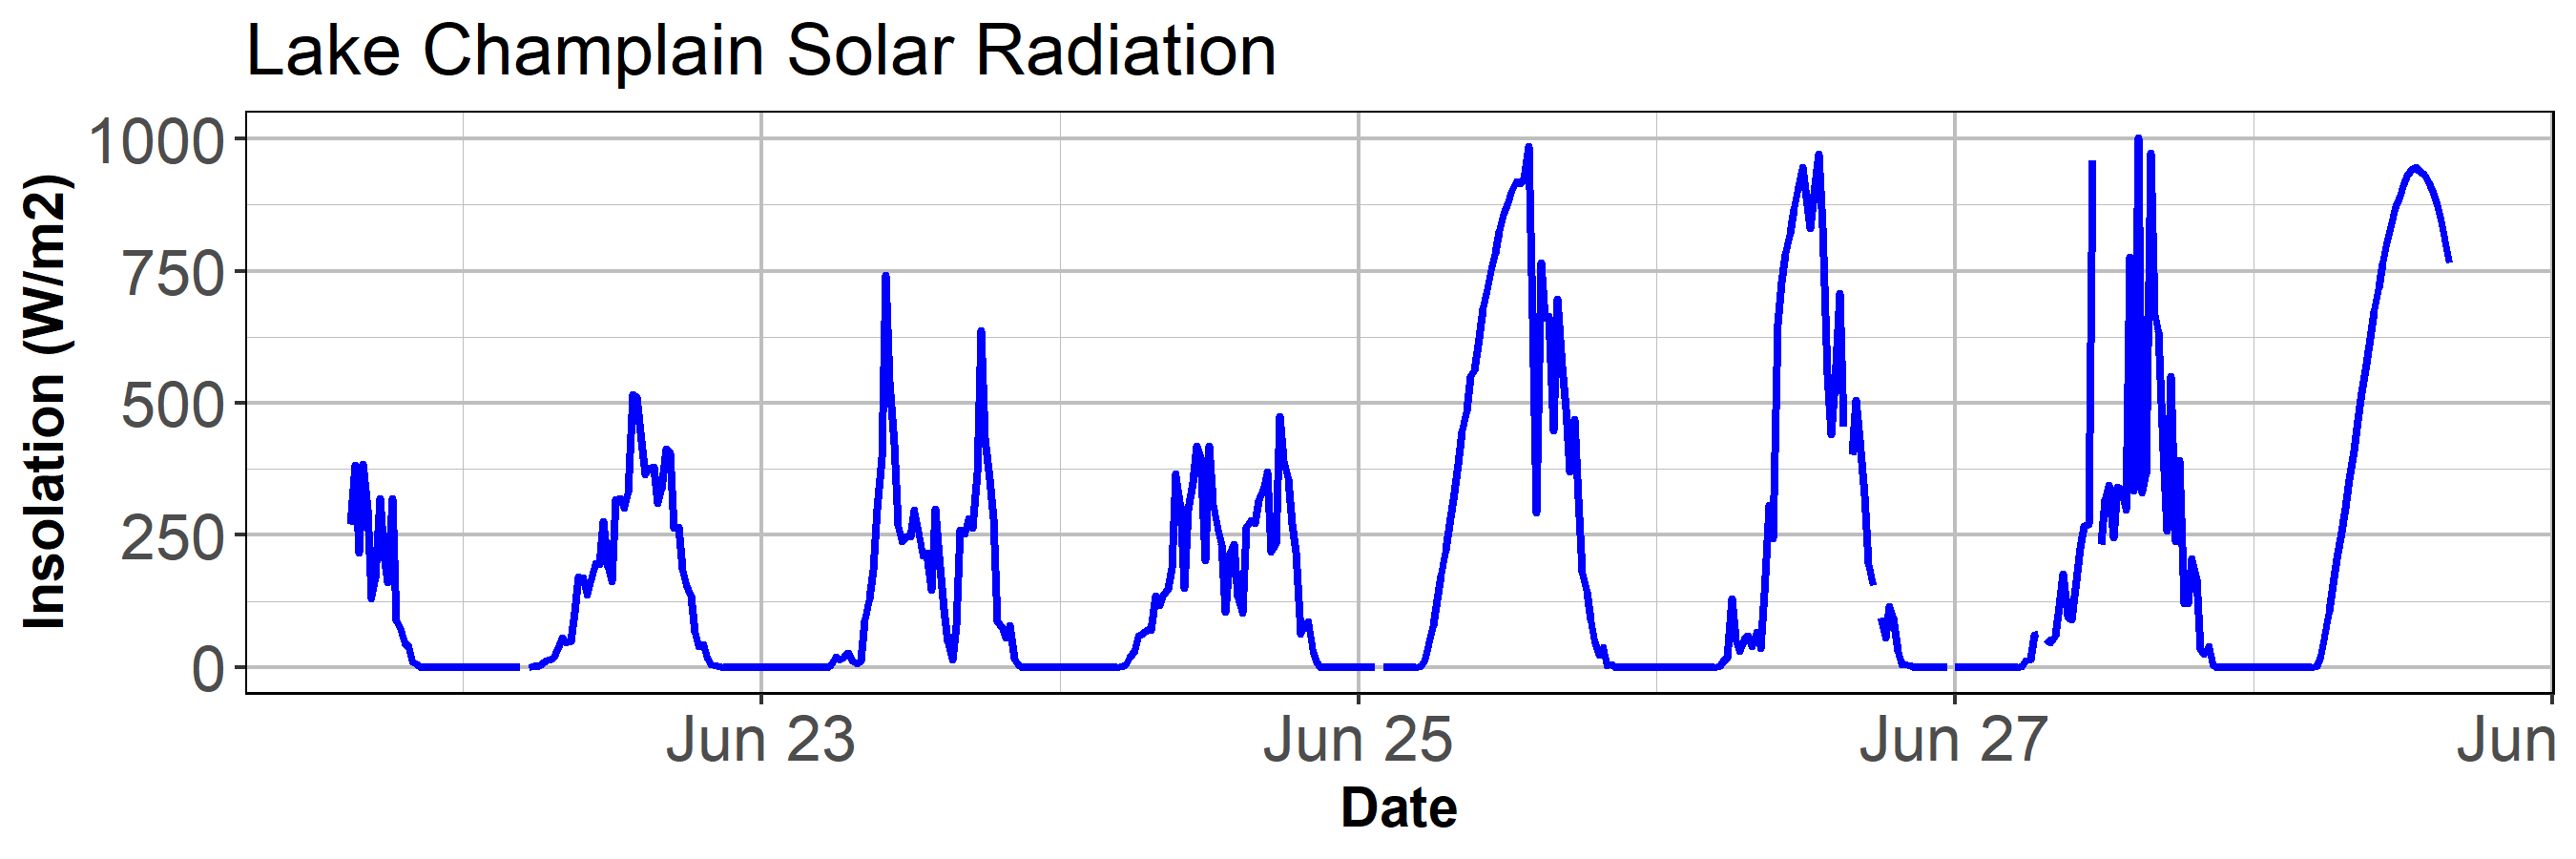 Lake Champlain Solar Radiation
Insolation (W/m2)
1000
750
500
250
0
Jun 23
Jun 25
Jun 27
Jun
Date